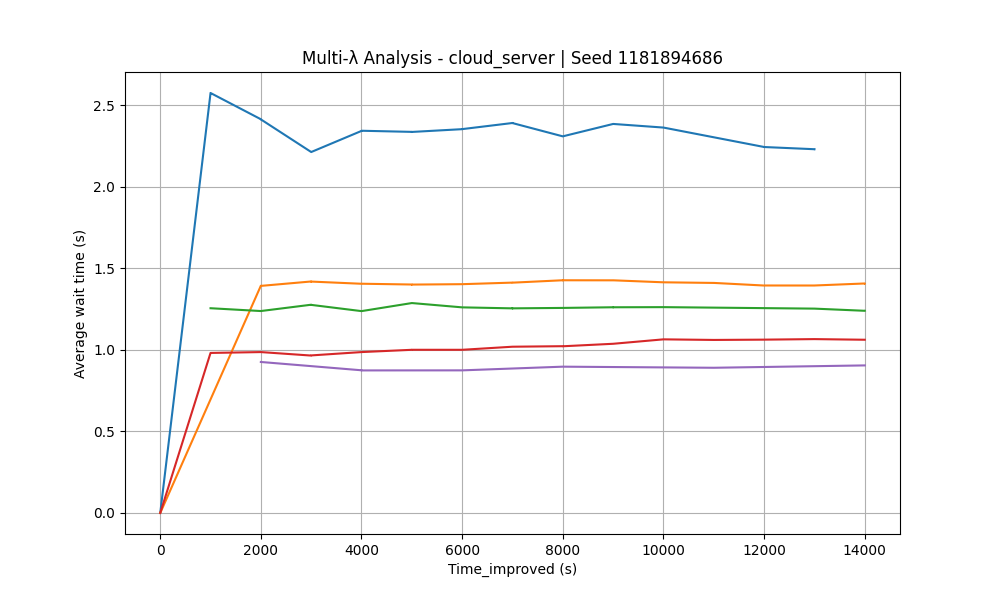 Multi-λ Analysis - cloud_server | Seed 1181894686
Average wait time (s)
2.5
2.0
1.5
1.0
0.5
0.0
0 2000 4000 6000 8000 10000 12000 14000
Time_improved (s)